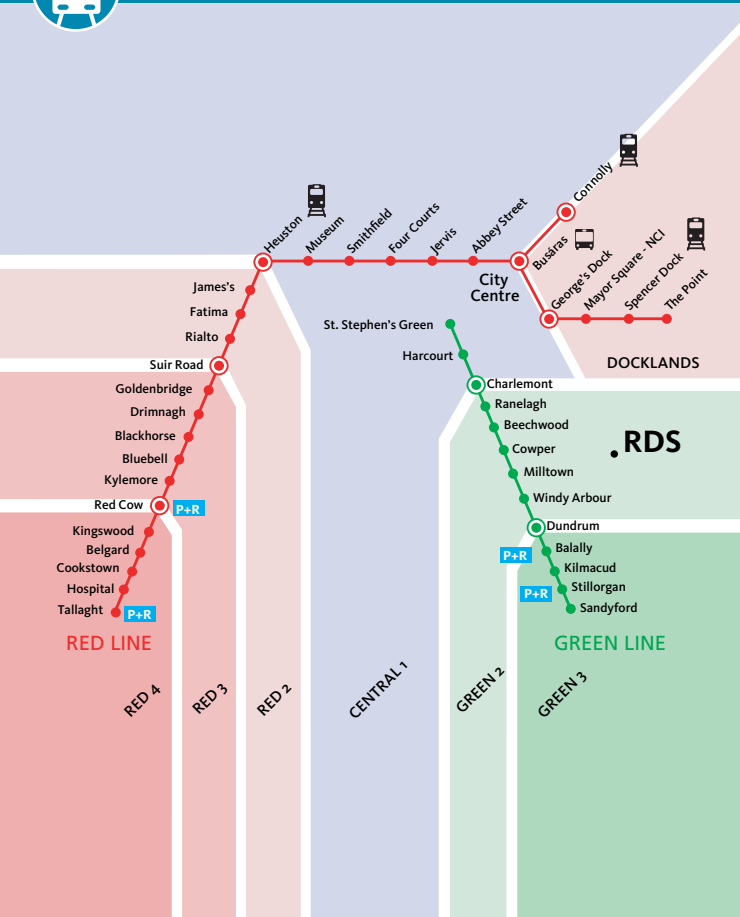 Connolly
Heuston
Museum
Smithfield
Four Courts
Jervis
Abbey Street
Busáras
George's Dock
Mayor Square - NCI
Spencer Dock
The Point
City
Centre
James's
Fatima
Rialto
Suir Road
Goldenbridge
Drimnagh
Blackhorse
Bluebell
Kylemore
Red Cow
P+R
Kingswood
Belgard
Cookstown
Hospital
Tallaght
P+R
RED LINE
St. Stephen's Green
Harcourt
Charlemont
Ranelagh
Beechwood
Cowper
Milltown
Windy Arbour
Dundrum
Balally
P+R
Kilmacud
Stillorgan
P+R
Sandyford
GREEN LINE
DOCKLANDS
RDS
RED 4
RED 3
RED 2
CENTRAL 1
GREEN 2
GREEN 3